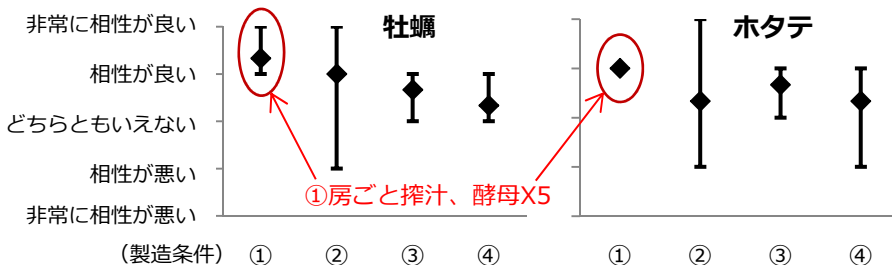 牡蠣
ホタテ
非常に相性が良い
相性が良い
どちらともいえない
相性が悪い
非常に相性が悪い
①房ごと搾汁、酵母X5
（製造条件） ① ② ③ ④ ① ② ③ ④